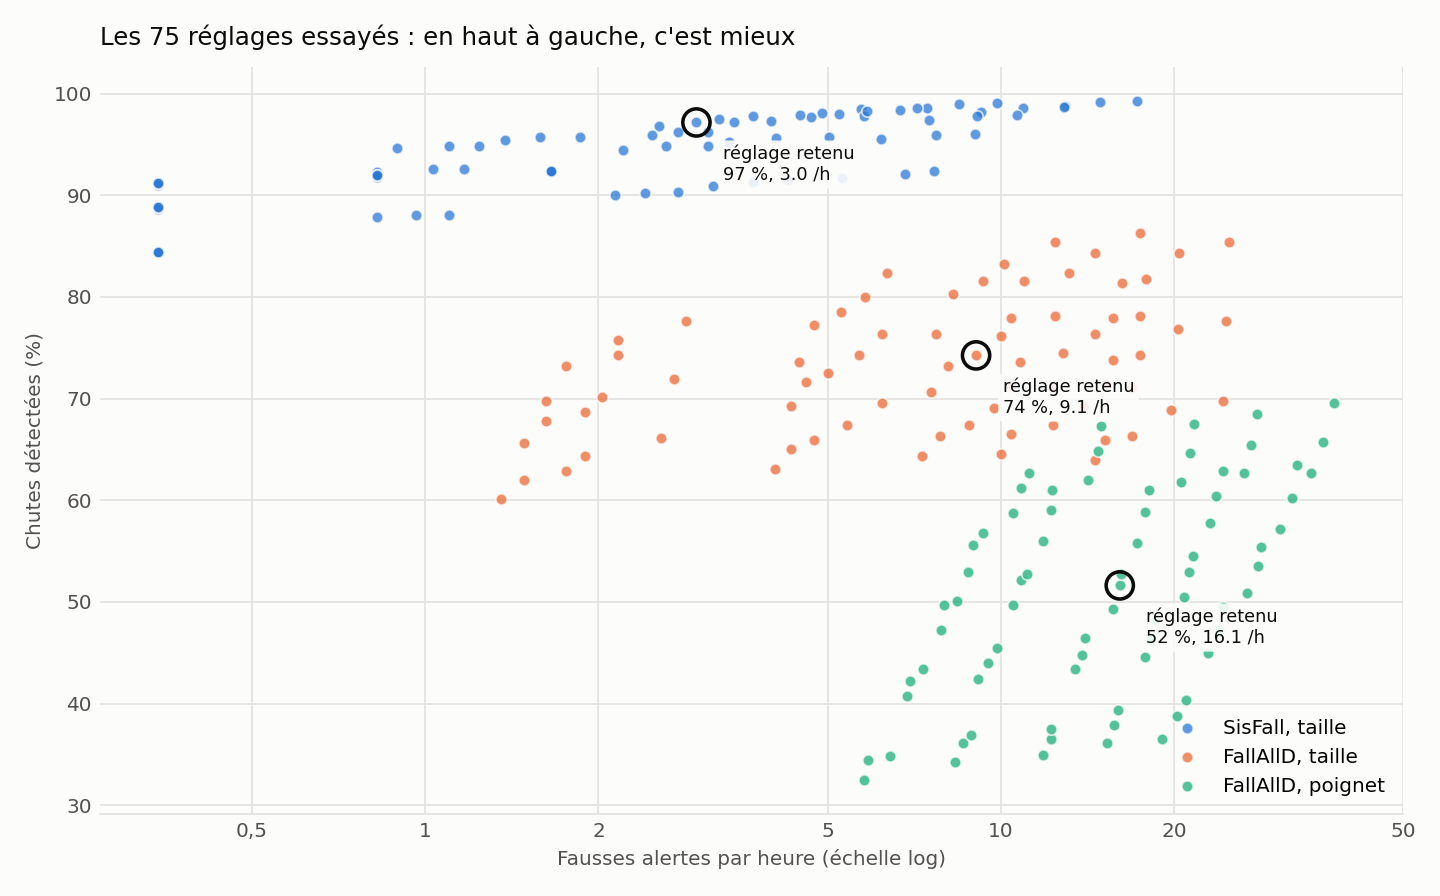 Les 75 réglages essayés : en haut à gauche, c'est mieux
Chutes détectées (%)
100
90
80
70
60
50
40
30
réglage retenu
97 %, 3.0 /h
réglage retenu
74 %, 9.1 /h
réglage retenu
52 %, 16.1 /h
SisFall, taille
FallAllD, taille
FallAllD, poignet
0,5
1
2
5
10
20
50
Fausses alertes par heure (échelle log)